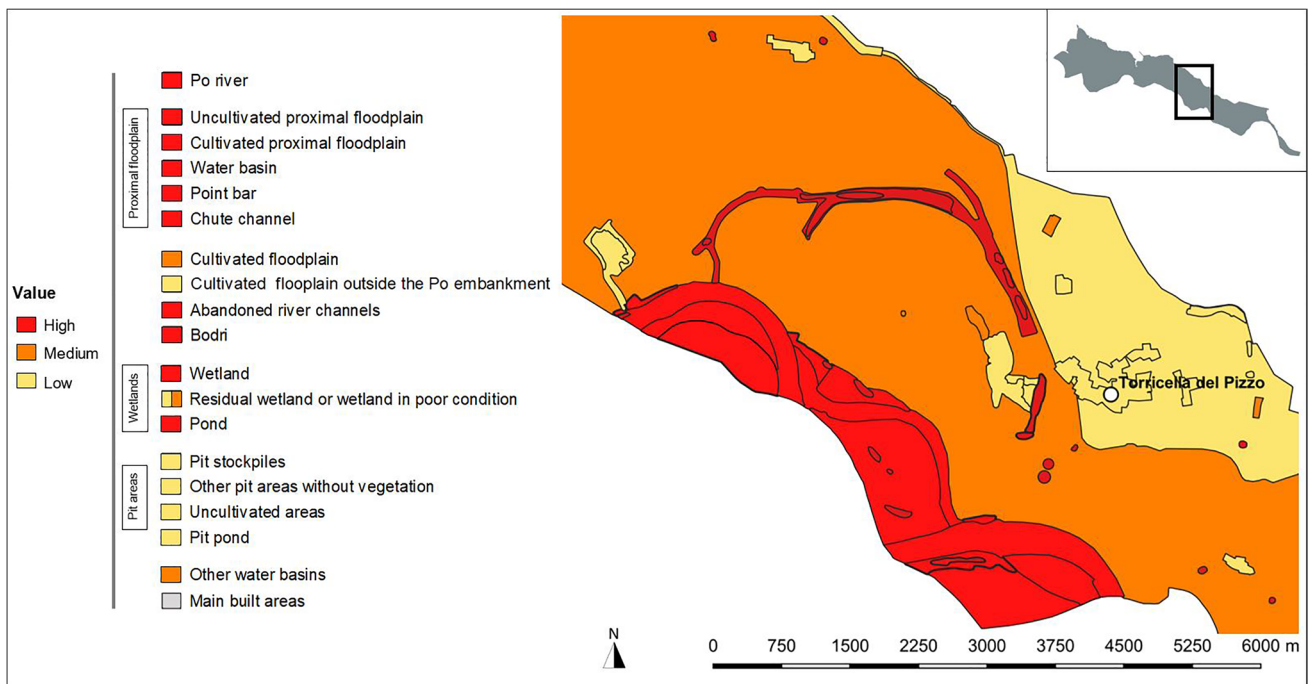 Value
High
Medium
Low
Po river
Proximal floodplain
Uncultivated proximal floodplain
Cultivated proximal floodplain
Water basin
Point bar
Chute channel
Cultivated floodplain
Cultivated flooplain outside the Po embankment
Abandoned river channels
Bodri
Wetlands
Wetland
Residual wetland or wetland in poor condition
Pond
Pit areas
Pit stockpiles
Other pit areas without vegetation
Uncultivated areas
Pit pond
Other water basins
Main built areas
Torricella del Pizzo
N
0 750 1500 2250 3000 3750 4500 5250 6000 m